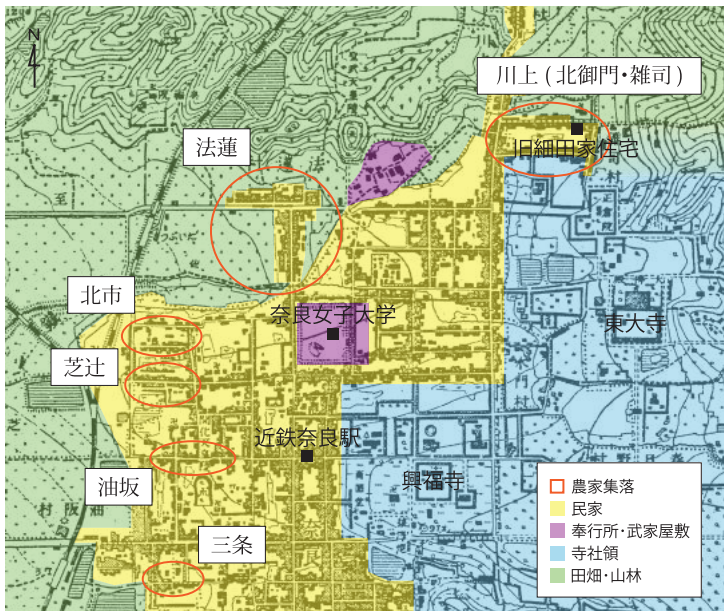 N
川上 ( 北御門・雑司 )
旧細田家住宅
法蓮
北市
奈良女子大学
東大寺
芝辻
近鉄奈良駅
油坂
興福寺
三条
農家集落
民家
奉行所・武家屋敷
寺社領
田畑・山林